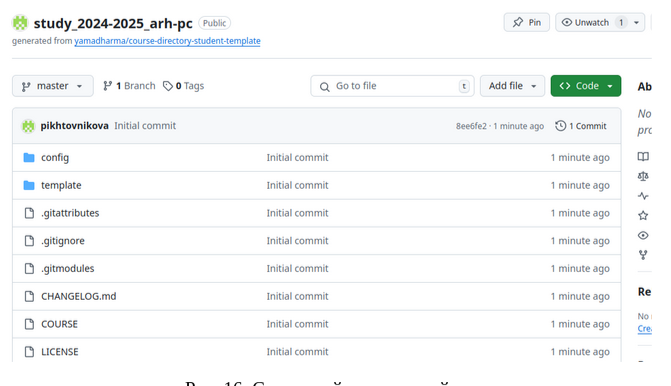 study_2024-2025_arh-pc Public
Pin Unwatch 1
generated from yamadharma/course-directory-student-template
master 1 Branch 0 Tags Go to file t Add file Code
Ab
No
pro
pikhtovnikova Initial commit 8ee6fe2 · 1 minute ago 1 Commit
config Initial commit 1 minute ago
template Initial commit 1 minute ago
.gitattributes Initial commit 1 minute ago
.gitignore Initial commit 1 minute ago
.gitmodules Initial commit 1 minute ago
CHANGELOG.md Initial commit 1 minute ago
Re
COURSE Initial commit 1 minute ago
No
Crea
LICENSE Initial commit 1 minute ago